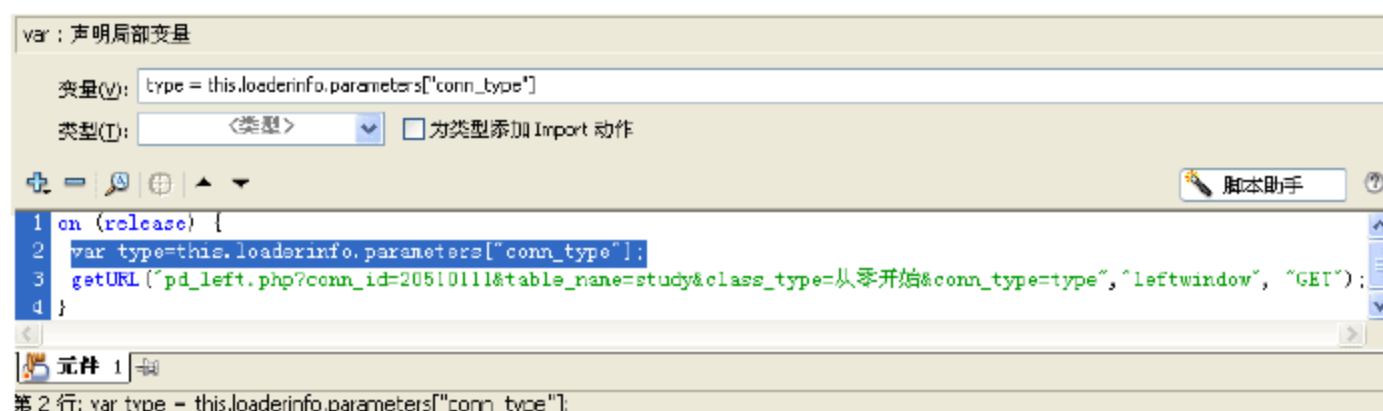 var : 声明局部变量
变量(V): type = this.loaderinfo.parameters["conn_type"]
类型(T): <类型> 为类型添加 Import 动作
脚本助手
1 on (release) {
2 var type=this.loaderinfo.parameters["conn_type"];
3 getURL("pd_left.php?conn_id=20510111&table_name=study&class_type=从零开始&conn_type=type","leftwindow", "GET");
4 }
元件 1
第 2 行: var type = this.loaderinfo.parameters["conn_type"];